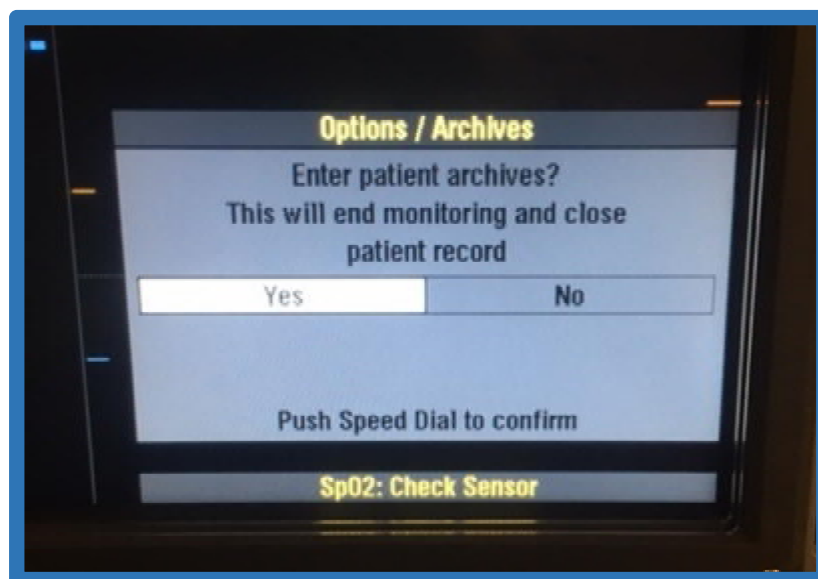 Options / Archives
Enter patient archives?
This will end monitoring and close
patient record
Yes No
Push Speed Dial to confirm
SpO2: Check Sensor